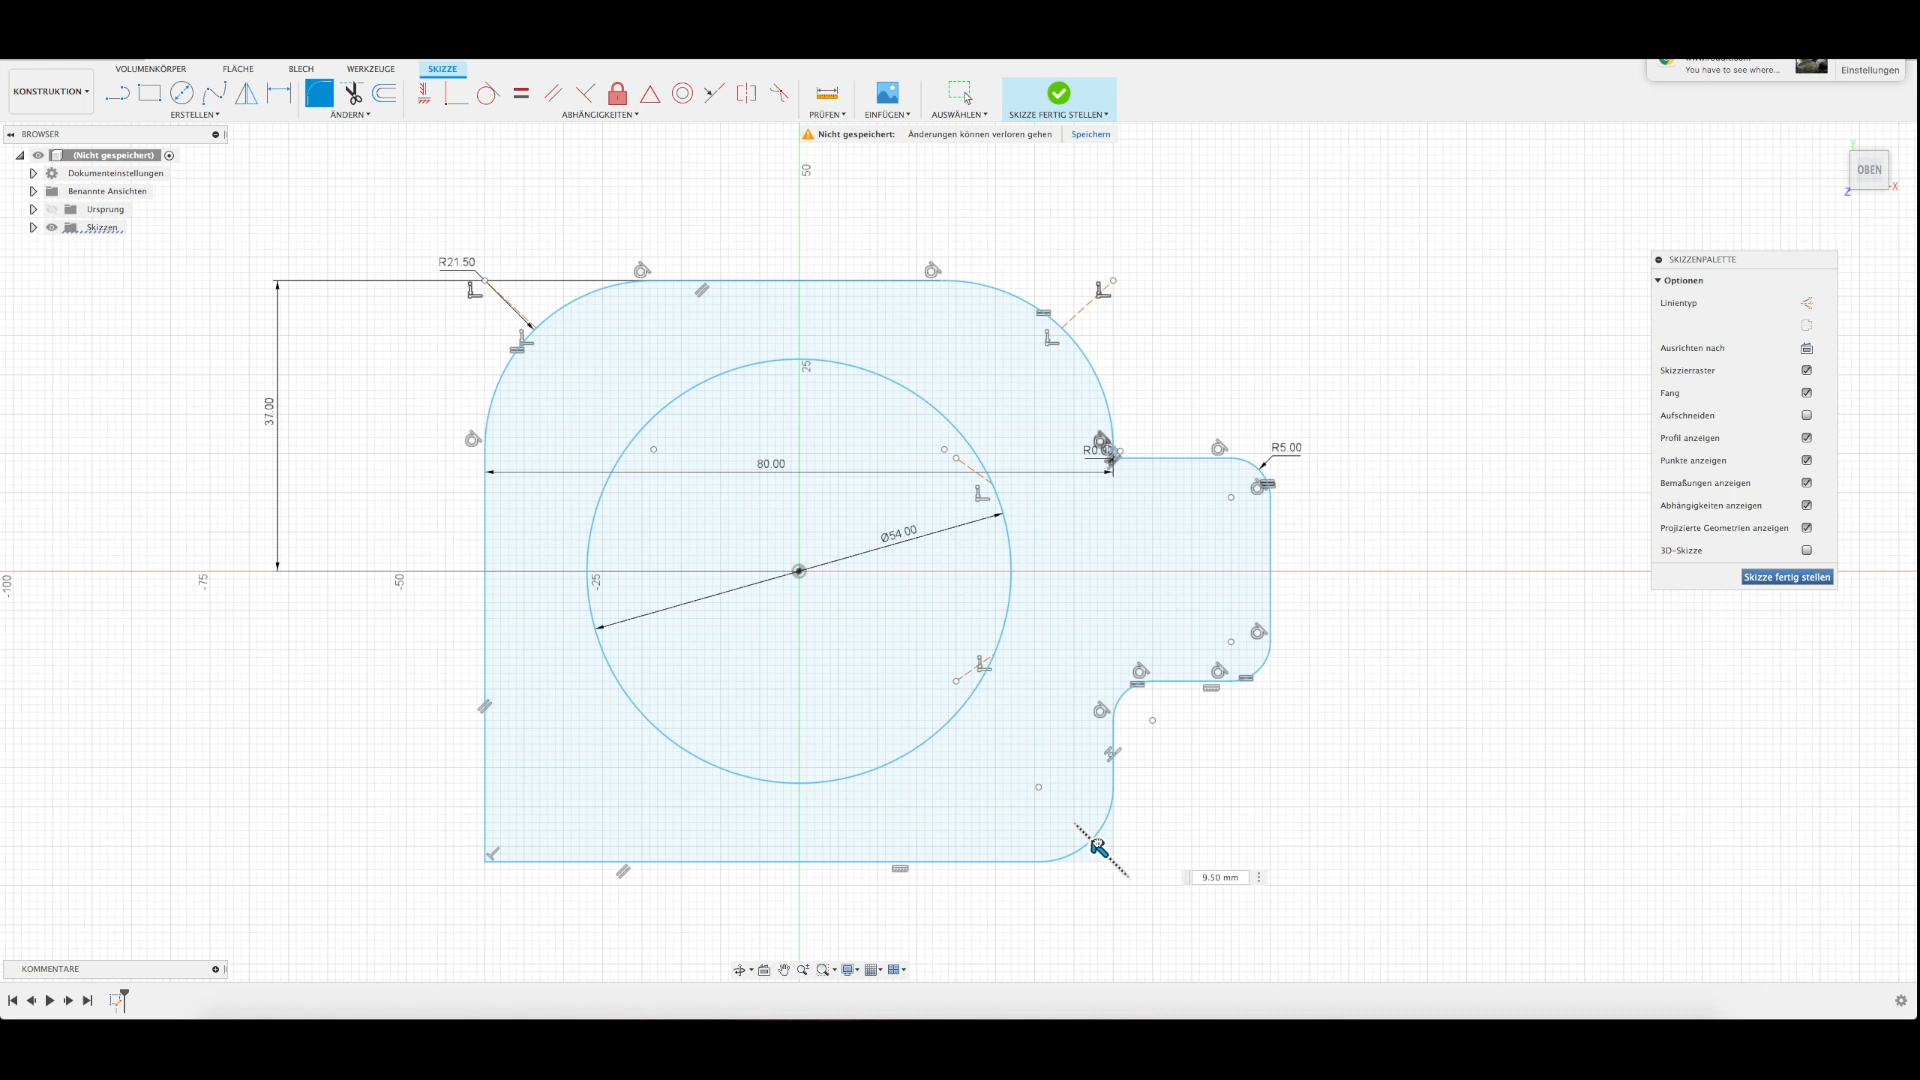 VOLUMENKÖRPER FLÄCHE BLECH WERKZEUGE SKIZZE
You have to see where...
Einstellungen
KONSTRUKTION
ERSTELLEN ÄNDERN ABHÄNGIGKEITEN PRÜFEN EINFÜGEN AUSWÄHLEN SKIZZE FERTIG STELLEN
BROWSER
Nicht gespeichert: Änderungen können verloren gehen Speichern
(Nicht gespeichert)
Dokumenteinstellungen
Benannte Ansichten
Ursprung
Skizzen
OBEN
Y
Z
X
50
25
-25
-50
-75
-100
R21.50
37.00
80.00
Ø54.00
R5.00
9.50 mm
SKIZZENPALETTE
Optionen
Linientyp
Ausrichten nach
Skizzierraster
Fang
Aufschneiden
Profil anzeigen
Punkte anzeigen
Bemaßungen anzeigen
Abhängigkeiten anzeigen
Projizierte Geometrien anzeigen
3D-Skizze
Skizze fertig stellen
KOMMENTARE